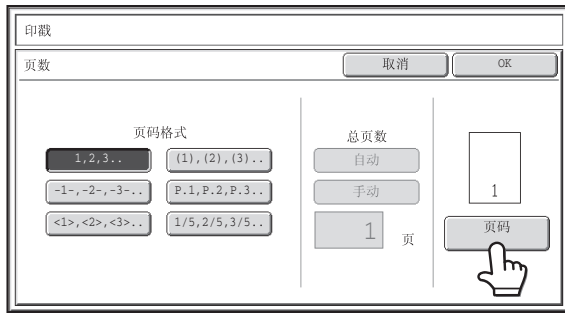 印戳
页数 取消 OK
页码格式 总页数
1,2,3.. (1),(2),(3).. 自动
-1-,-2-,-3-.. P.1,P.2,P.3.. 手动 1
<1>,<2>,<3>.. 1/5,2/5,3/5.. 1 页 页码